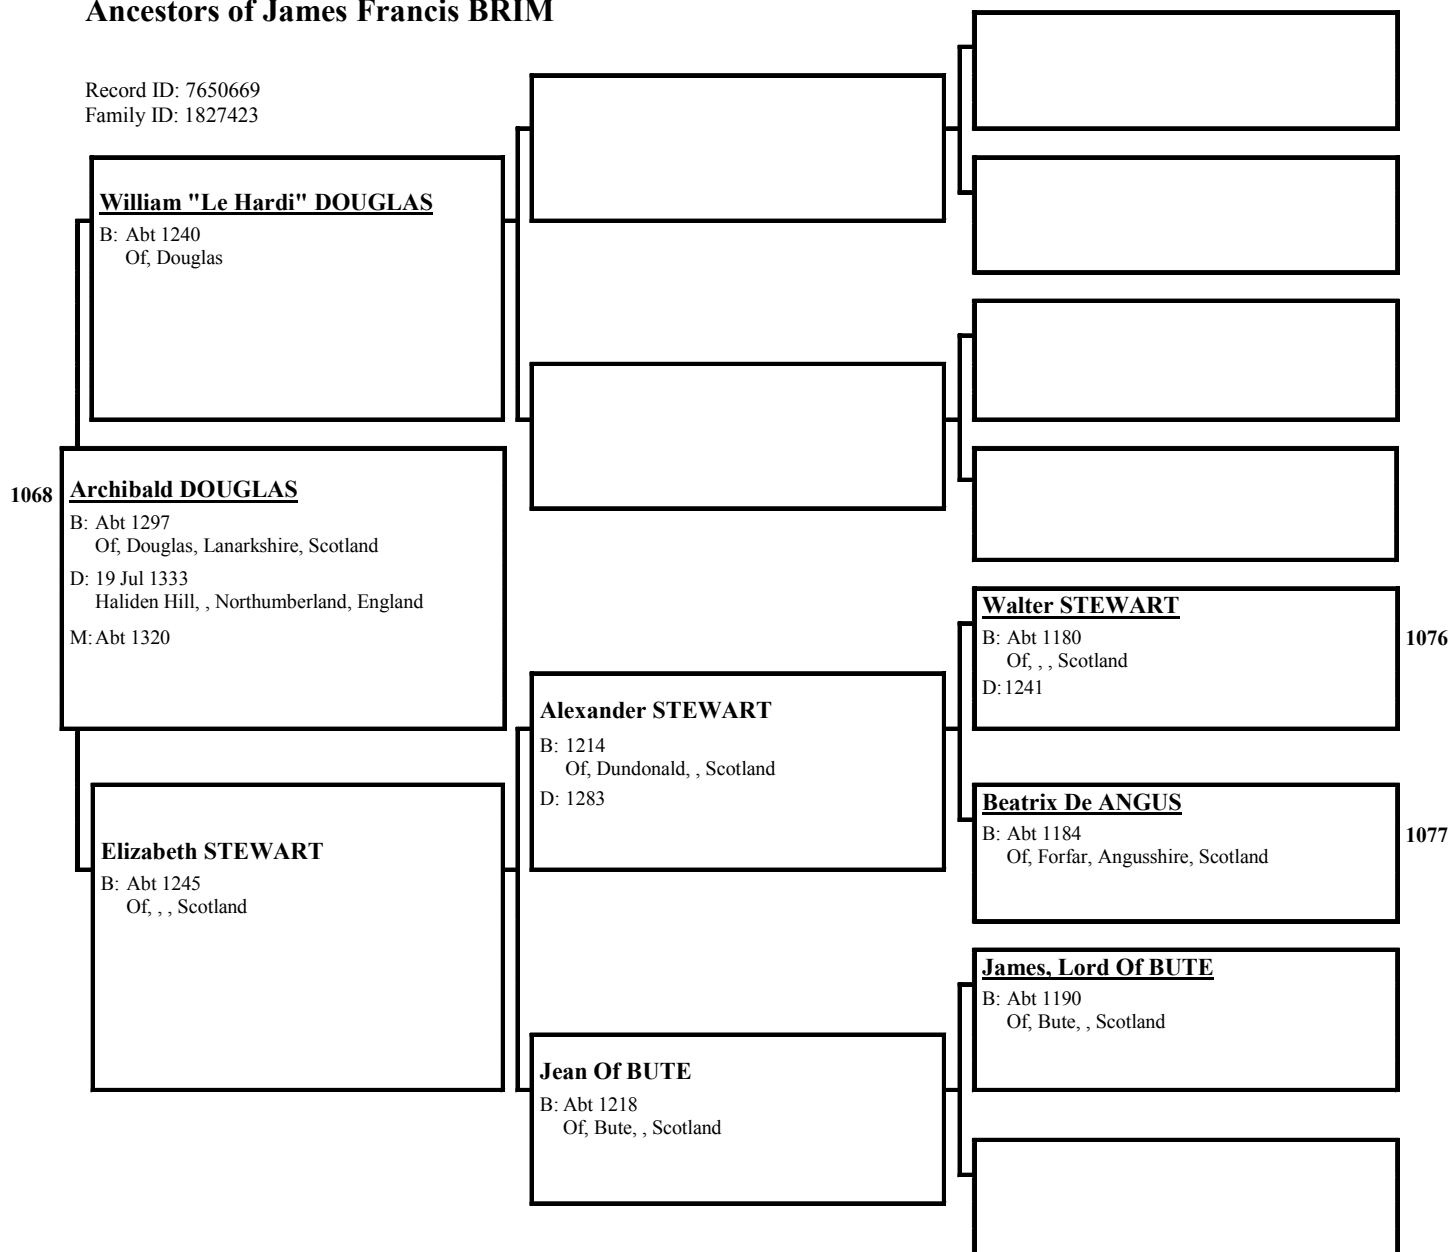 Ancestors of James Francis BRIM
Record ID: 7650669
Family ID: 1827423
William "Le Hardi" DOUGLAS
B: Abt 1240
Of, Douglas
1068
Archibald DOUGLAS
B: Abt 1297
Of, Douglas, Lanarkshire, Scotland
D: 19 Jul 1333
Haliden Hill, , Northumberland, England
M: Abt 1320
Elizabeth STEWART
B: Abt 1245
Of, , , Scotland
Alexander STEWART
B: 1214
Of, Dundonald, , Scotland
D: 1283
Jean Of BUTE
B: Abt 1218
Of, Bute, , Scotland
Walter STEWART
B: Abt 1180
Of, , , Scotland
D: 1241
1076
Beatrix De ANGUS
B: Abt 1184
Of, Forfar, Angusshire, Scotland
1077
James, Lord Of BUTE
B: Abt 1190
Of, Bute, , Scotland